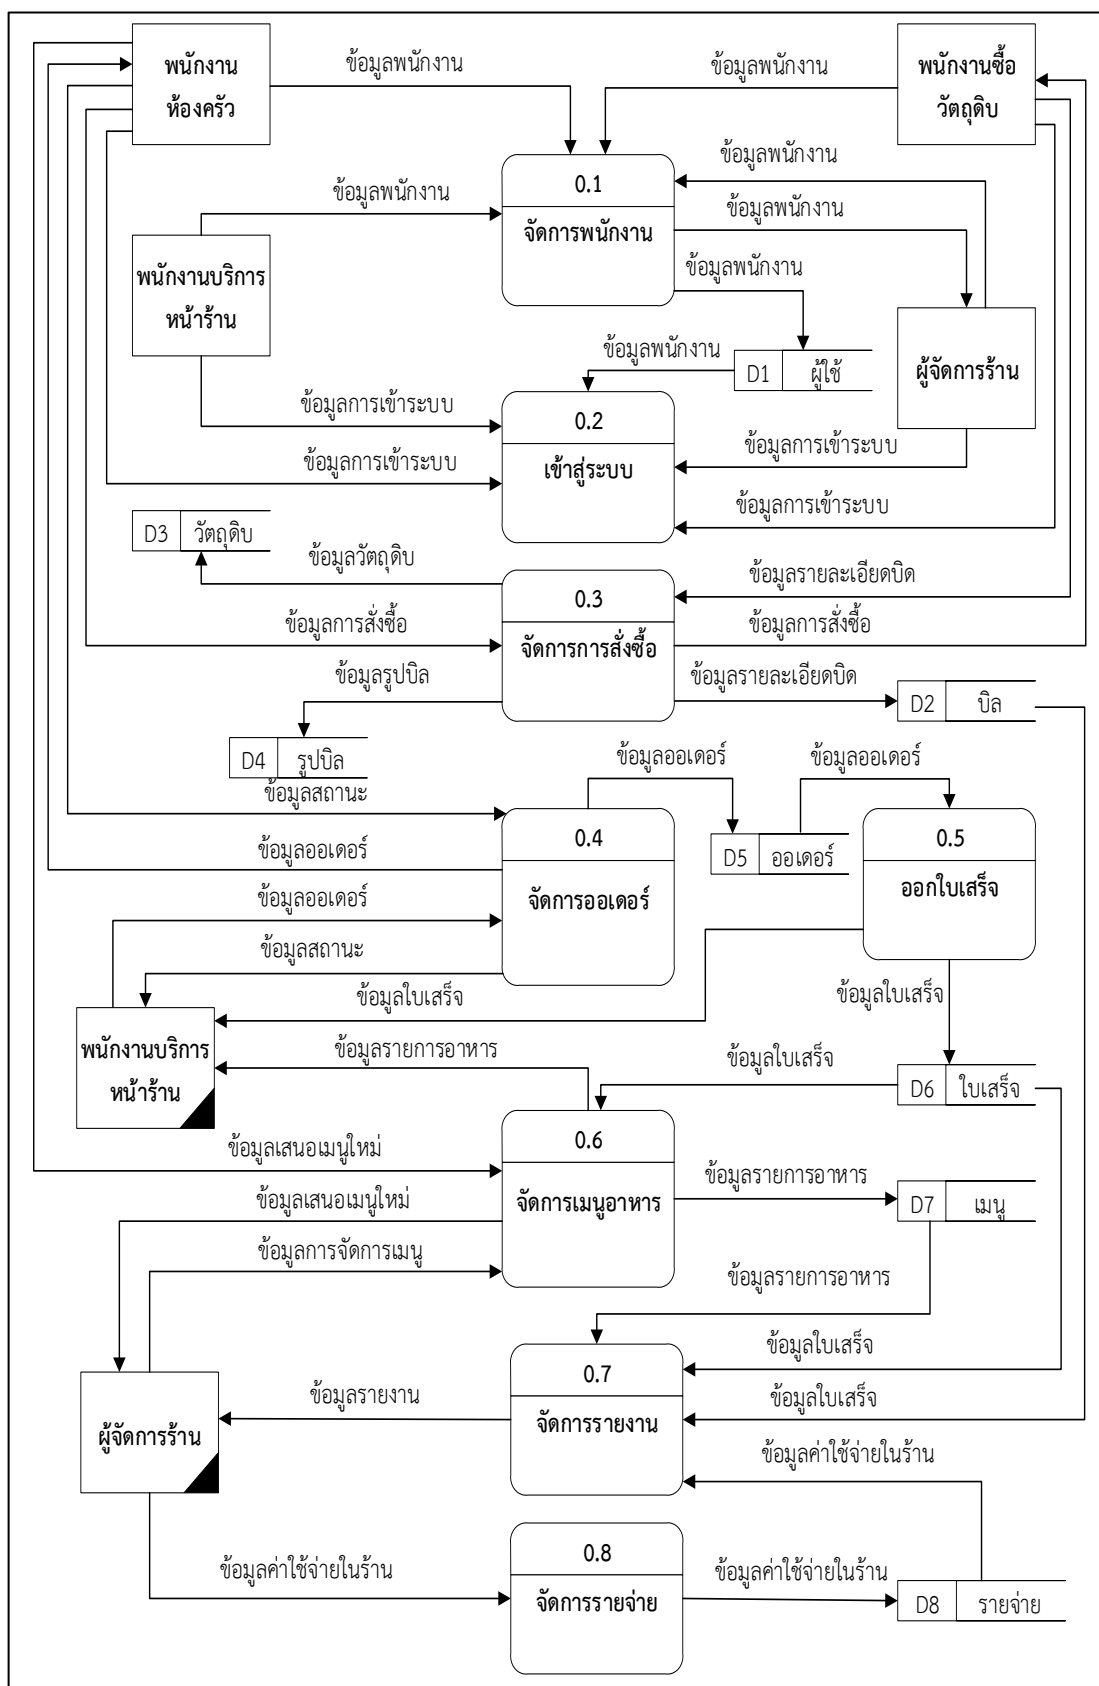 พนักงาน
ห้องครัว
ข้อมูลพนักงาน
ข้อมูลพนักงาน
พนักงานซื้อ
วัตถุดิบ
0.1
จัดการพนักงาน
ข้อมูลพนักงาน
ข้อมูลพนักงาน
ข้อมูลพนักงาน
ข้อมูลพนักงาน
พนักงานบริการ
หน้าร้าน
ข้อมูลพนักงาน
D1 ผู้ใช้
ผู้จัดการร้าน
0.2
เข้าสู่ระบบ
ข้อมูลการเข้าระบบ
ข้อมูลการเข้าระบบ
ข้อมูลการเข้าระบบ
ข้อมูลการเข้าระบบ
D3 วัตถุดิบ
ข้อมูลวัตถุดิบ
0.3
จัดการการสั่งซื้อ
ข้อมูลรายละเอียดบิด
ข้อมูลการสั่งซื้อ
ข้อมูลการสั่งซื้อ
ข้อมูลรูปบิล
ข้อมูลรายละเอียดบิด
D2 บิล
D4 รูปบิล
ข้อมูลออเดอร์
ข้อมูลออเดอร์
ข้อมูลสถานะ
0.4
จัดการออเดอร์
D5 ออเดอร์
0.5
ออกใบเสร็จ
ข้อมูลออเดอร์
ข้อมูลออเดอร์
ข้อมูลสถานะ
ข้อมูลใบเสร็จ
ข้อมูลใบเสร็จ
พนักงานบริการ
หน้าร้าน
ข้อมูลรายการอาหาร
ข้อมูลใบเสร็จ
D6 ใบเสร็จ
0.6
จัดการเมนูอาหาร
ข้อมูลเสนอเมนูใหม่
ข้อมูลรายการอาหาร
D7 เมนู
ข้อมูลเสนอเมนูใหม่
ข้อมูลการจัดการเมนู
ข้อมูลรายการอาหาร
0.7
จัดการรายงาน
ข้อมูลใบเสร็จ
ข้อมูลรายงาน
ข้อมูลใบเสร็จ
ผู้จัดการร้าน
ข้อมูลค่าใช้จ่ายในร้าน
0.8
จัดการรายจ่าย
ข้อมูลค่าใช้จ่ายในร้าน
ข้อมูลค่าใช้จ่ายในร้าน
D8 รายจ่าย